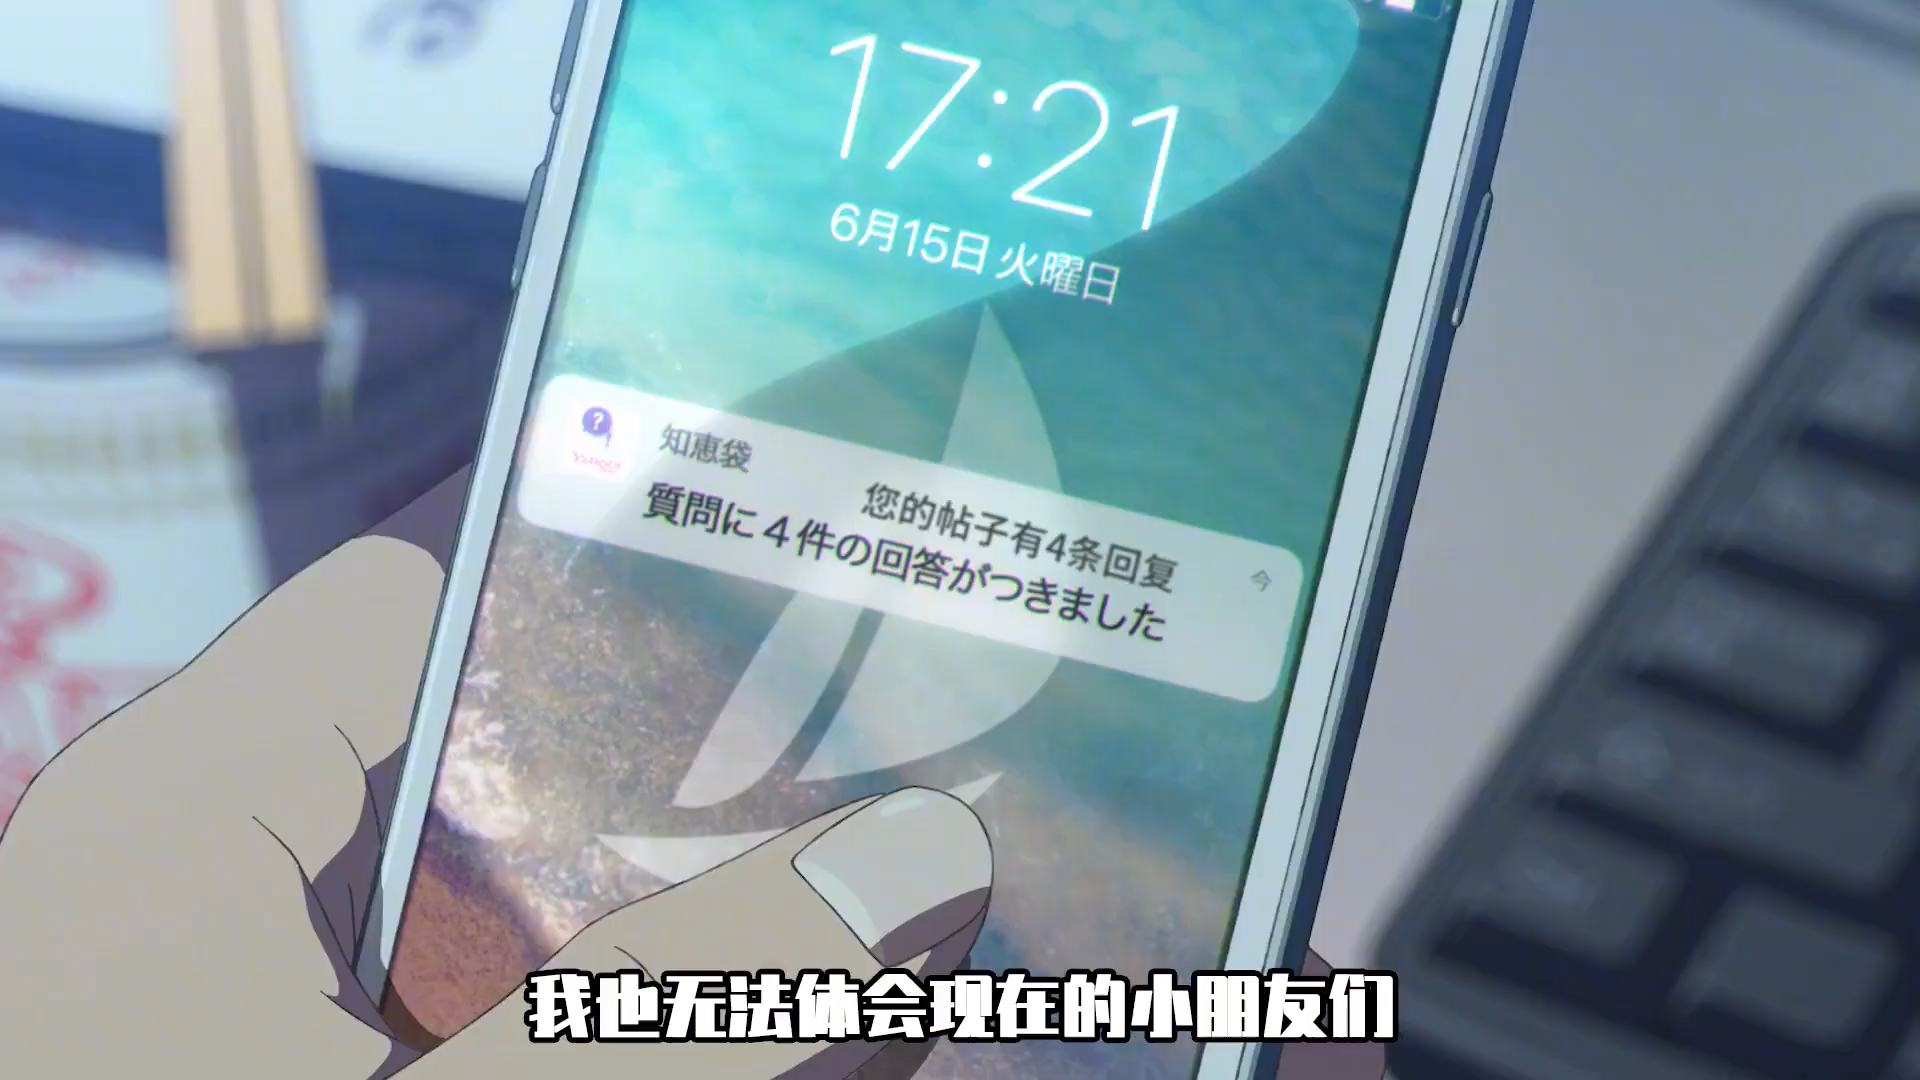 17:21
6月15日 火曜日
知恵袋
您的帖子有4条回复
今
質問に4件の回答がつきました
YAHOO!
我也无法体会现在的小朋友们